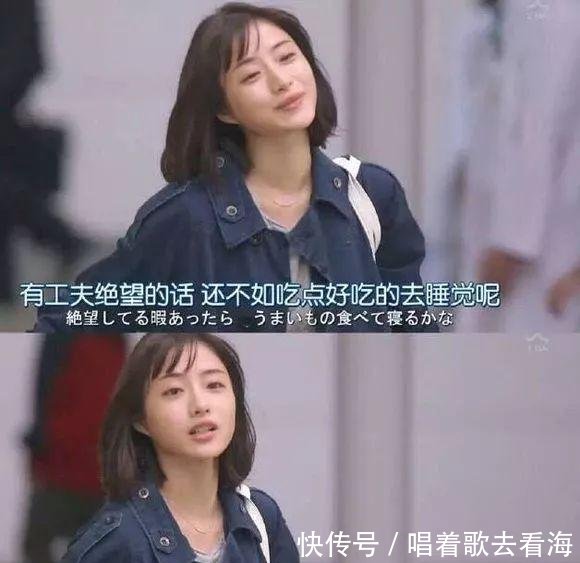 有工夫绝望的话 还不如吃点好吃的去睡觉呢
絶望してる暇あったら うまいもの食べて寝るかな
快传号 / 唱着歌去看海